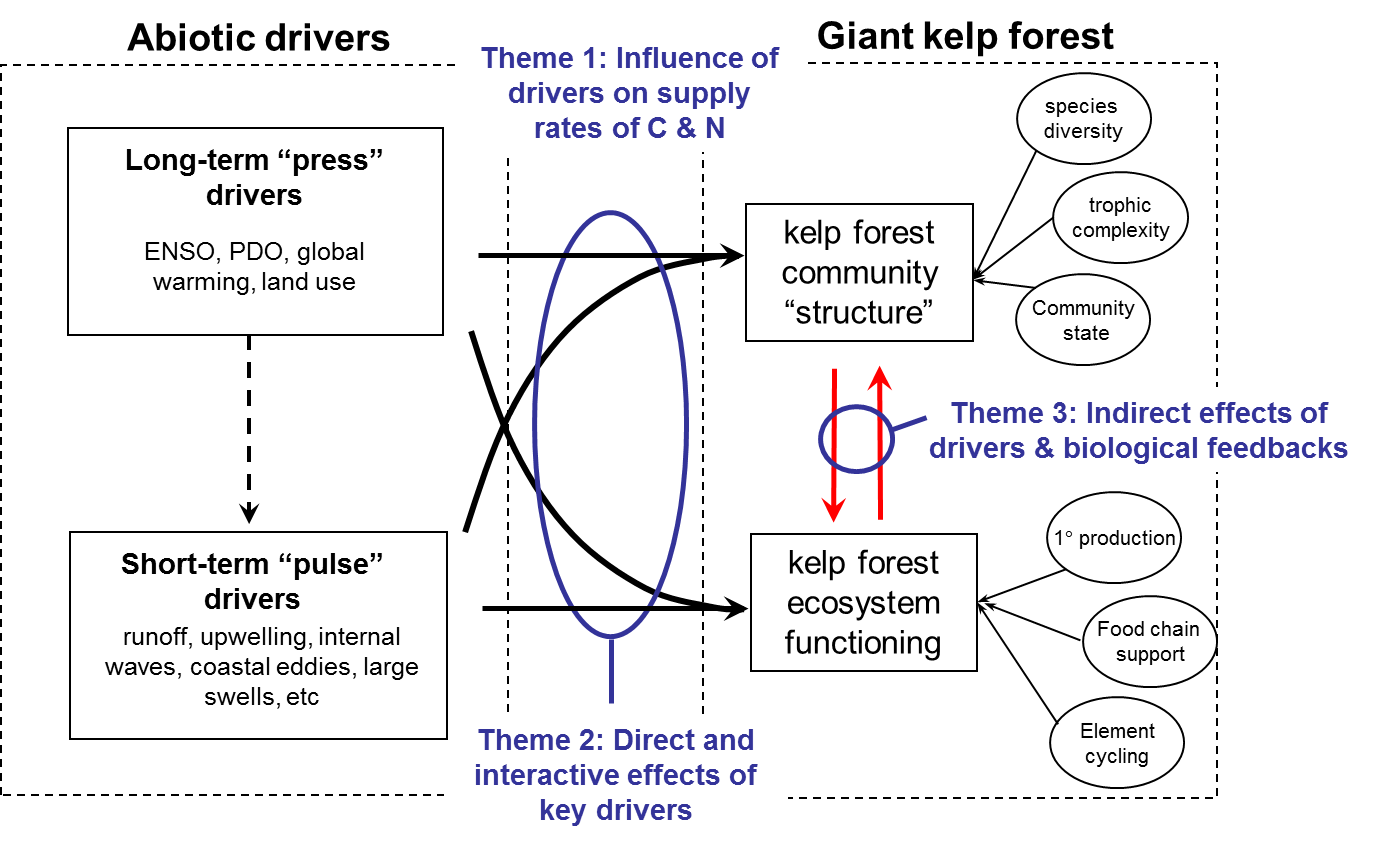 Abiotic drivers
Giant kelp forest
Theme 1: Influence of
drivers on supply
rates of C & N
Long-term “press”
drivers
ENSO, PDO, global
warming, land use
Short-term “pulse”
drivers
runoff, upwelling, internal
waves, coastal eddies, large
swells, etc
Theme 2: Direct and
interactive effects of
key drivers
kelp forest
community
“structure”
species
diversity
trophic
complexity
Community
state
Theme 3: Indirect effects of
drivers & biological feedbacks
kelp forest
ecosystem
functioning
1° production
Food chain
support
Element
cycling